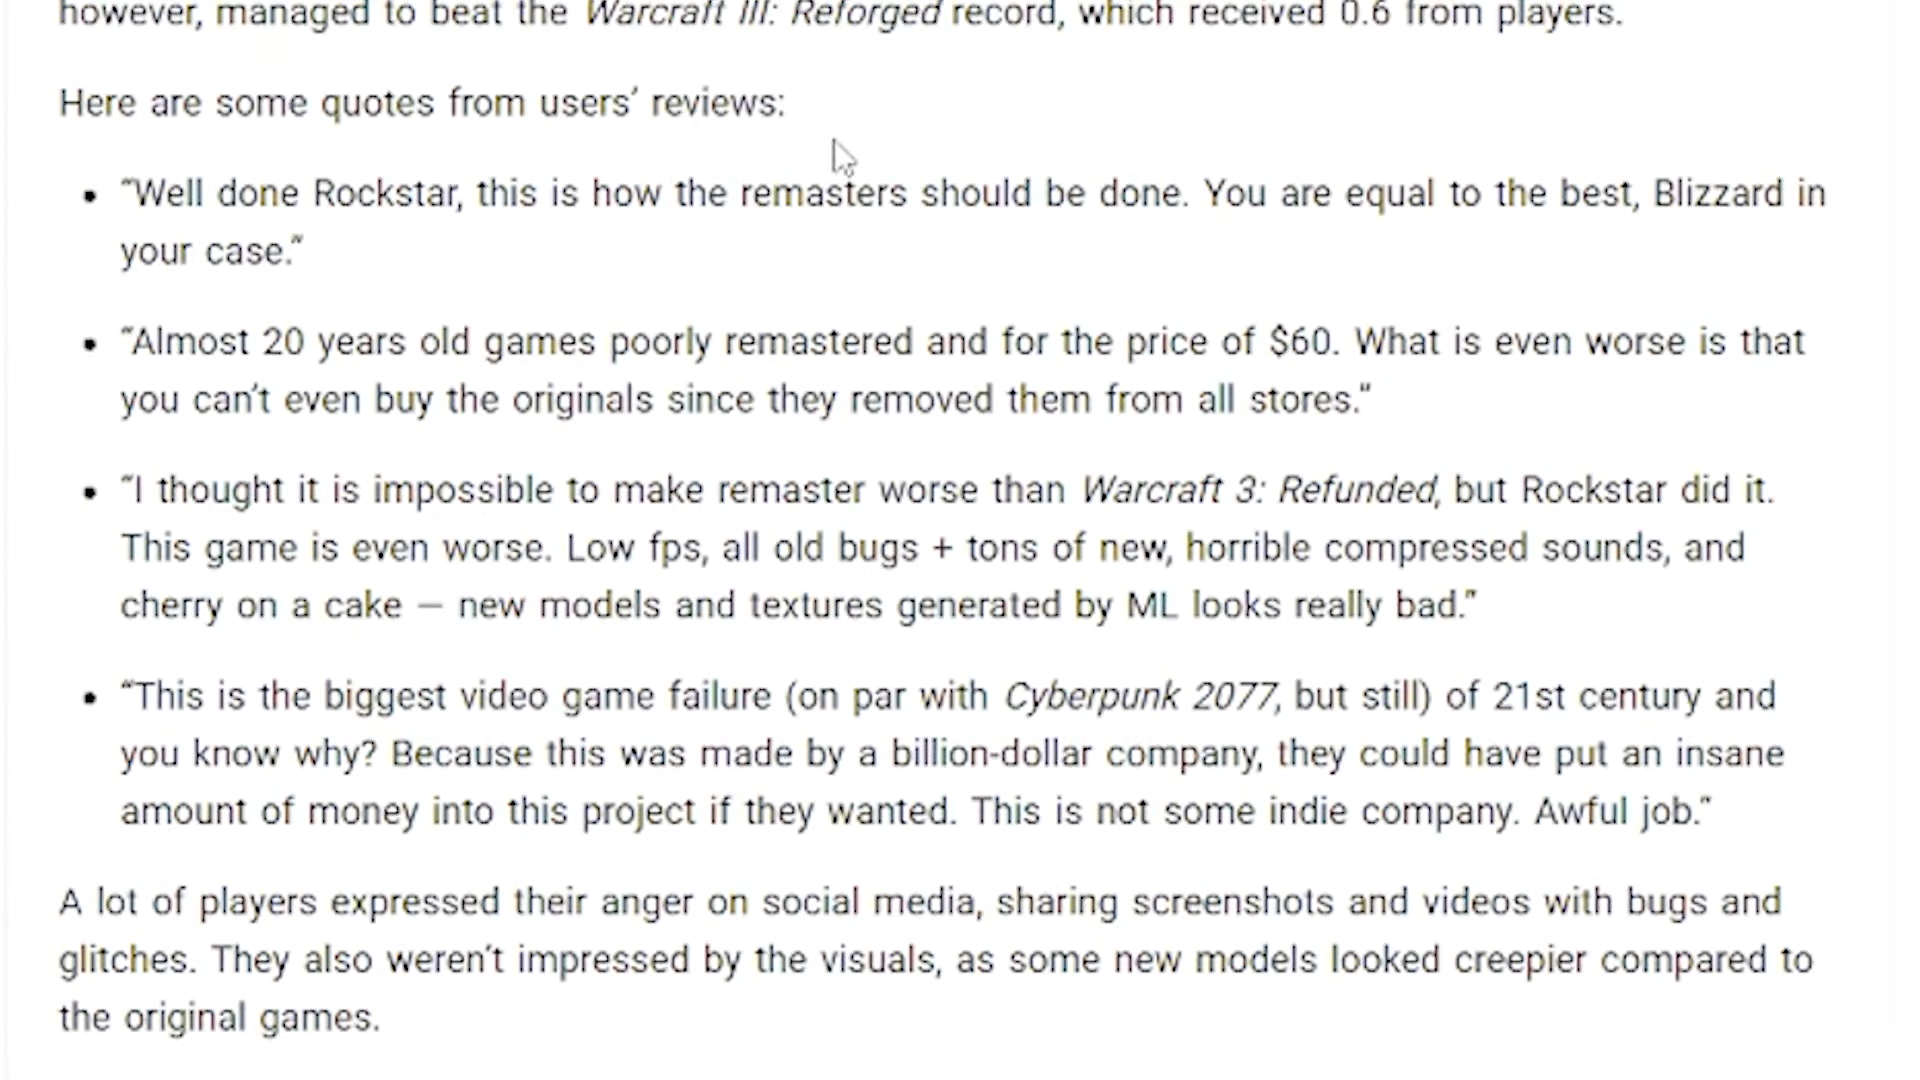 however, managed to beat the Warcraft III: Reforged record, which received 0.6 from players.
Here are some quotes from users’ reviews:
• “Well done Rockstar, this is how the remasters should be done. You are equal to the best, Blizzard in
your case.”
• “Almost 20 years old games poorly remastered and for the price of $60. What is even worse is that
you can’t even buy the originals since they removed them from all stores.”
• “I thought it is impossible to make remaster worse than Warcraft 3: Refunded, but Rockstar did it.
This game is even worse. Low fps, all old bugs + tons of new, horrible compressed sounds, and
cherry on a cake — new models and textures generated by ML looks really bad.”
• “This is the biggest video game failure (on par with Cyberpunk 2077, but still) of 21st century and
you know why? Because this was made by a billion-dollar company, they could have put an insane
amount of money into this project if they wanted. This is not some indie company. Awful job.”
A lot of players expressed their anger on social media, sharing screenshots and videos with bugs and
glitches. They also weren’t impressed by the visuals, as some new models looked creepier compared to
the original games.